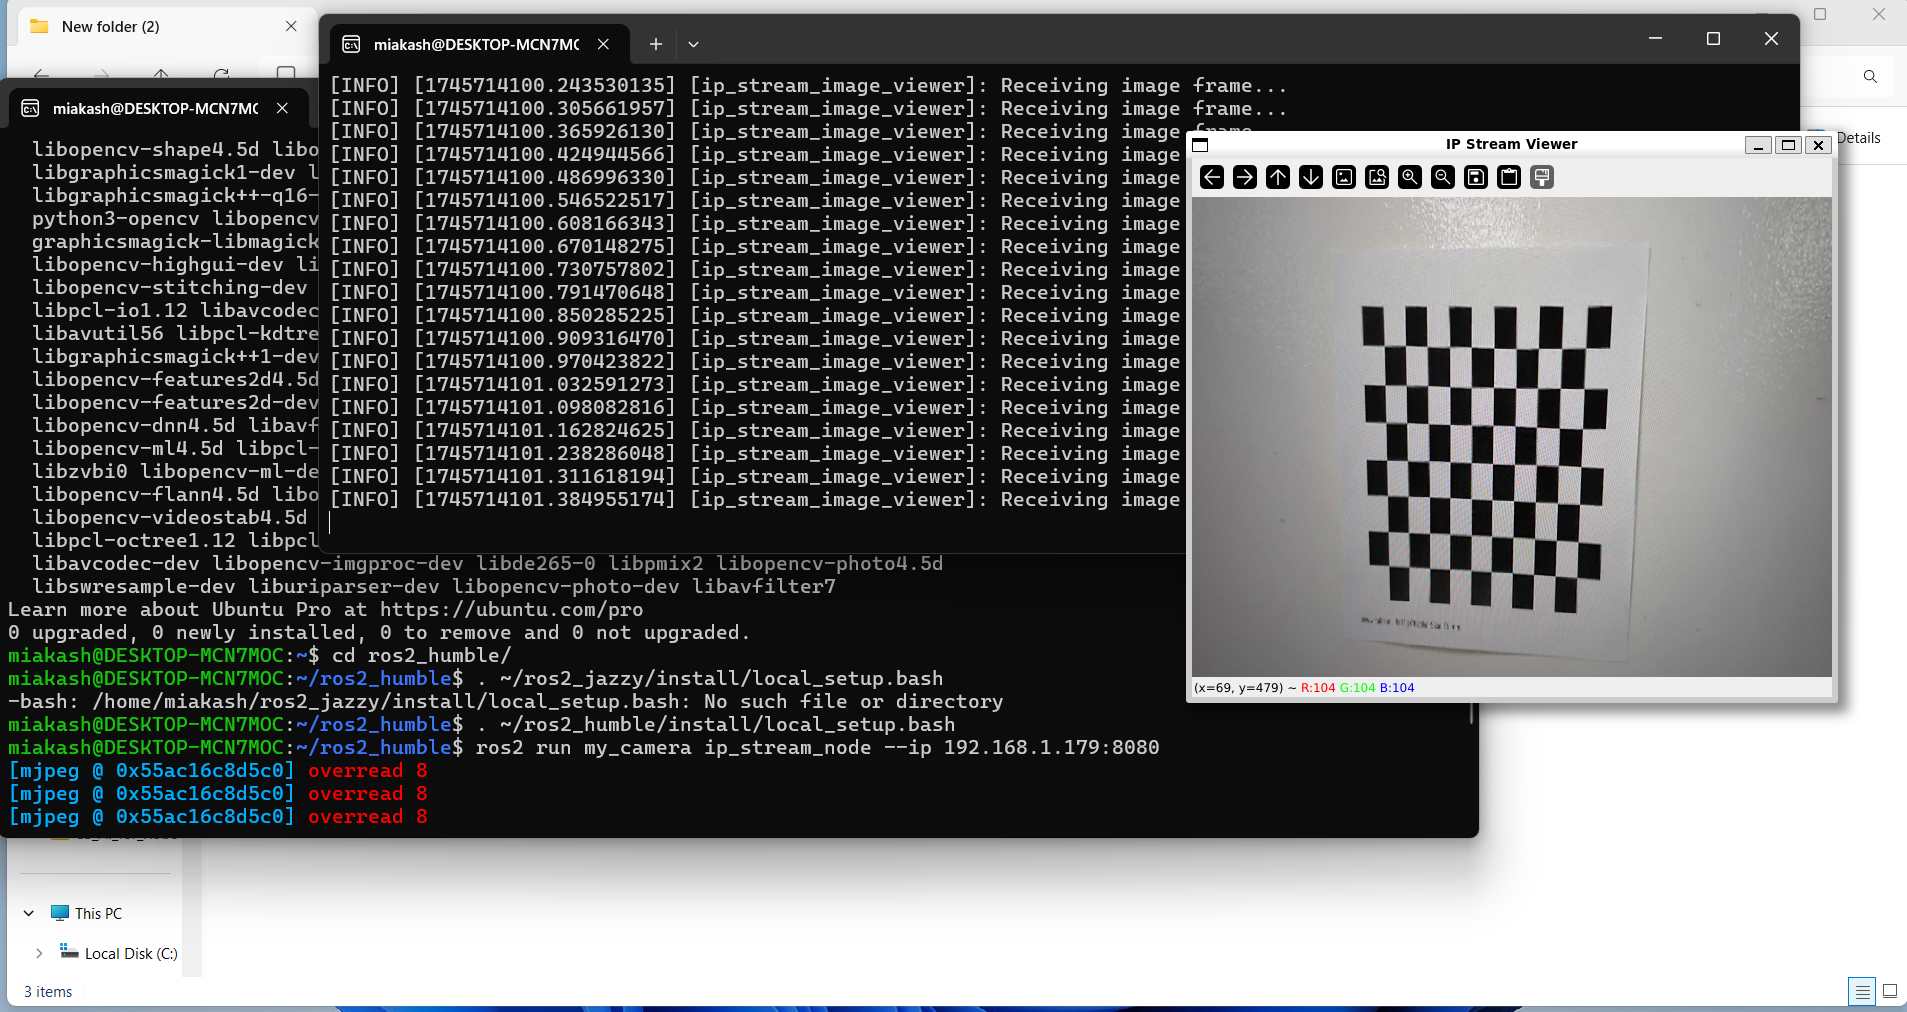 New folder (2)
miakash@DESKTOP-MCN7MC
[INFO] [1745714100.243530135] [ip_stream_image_viewer]: Receiving image frame...
[INFO] [1745714100.305661957] [ip_stream_image_viewer]: Receiving image frame...
[INFO] [1745714100.365926130] [ip_stream_image_viewer]: Receiving image frame
[INFO] [1745714100.424944566] [ip_stream_image_viewer]: Receiving image
[INFO] [1745714100.486996330] [ip_stream_image_viewer]: Receiving image
[INFO] [1745714100.546522517] [ip_stream_image_viewer]: Receiving image
[INFO] [1745714100.608166343] [ip_stream_image_viewer]: Receiving image
[INFO] [1745714100.670148275] [ip_stream_image_viewer]: Receiving image
[INFO] [1745714100.730757802] [ip_stream_image_viewer]: Receiving image
[INFO] [1745714100.791470648] [ip_stream_image_viewer]: Receiving image
[INFO] [1745714100.850285225] [ip_stream_image_viewer]: Receiving image
[INFO] [1745714100.909316470] [ip_stream_image_viewer]: Receiving image
[INFO] [1745714100.970423822] [ip_stream_image_viewer]: Receiving image
[INFO] [1745714101.032591273] [ip_stream_image_viewer]: Receiving image
[INFO] [1745714101.098082816] [ip_stream_image_viewer]: Receiving image
[INFO] [1745714101.162824625] [ip_stream_image_viewer]: Receiving image
[INFO] [1745714101.238286048] [ip_stream_image_viewer]: Receiving image
[INFO] [1745714101.311618194] [ip_stream_image_viewer]: Receiving image
[INFO] [1745714101.384955174] [ip_stream_image_viewer]: Receiving image
Details
IP Stream Viewer
(x=69, y=479) ~ R:104 G:104 B:104
miakash@DESKTOP-MCN7MC
libopencv-shape4.5d libo
libgraphicsmagick1-dev l
libgraphicsmagick++-q16-
python3-opencv libopencv
graphicsmagick-libmagick
libopencv-highgui-dev li
libopencv-stitching-dev
libpcl-io1.12 libavcodec
libavutil56 libpcl-kdtre
libgraphicsmagick++1-dev
libopencv-features2d4.5d
libopencv-features2d-dev
libopencv-dnn4.5d libavf
libopencv-ml4.5d libpcl-
libzvbi0 libopencv-ml-de
libopencv-flann4.5d libo
libopencv-videostab4.5d
libpcl-octree1.12 libpcl
libavcodec-dev libopencv-imgproc-dev libde265-0 libpmix2 libopencv-photo4.5d
libswresample-dev liburiparser-dev libopencv-photo-dev libavfilter7
Learn more about Ubuntu Pro at https://ubuntu.com/pro
0 upgraded, 0 newly installed, 0 to remove and 0 not upgraded.
miakash@DESKTOP-MCN7MOC:~$ cd ros2_humble/
miakash@DESKTOP-MCN7MOC:~/ros2_humble$ . ~/ros2_jazzy/install/local_setup.bash
-bash: /home/miakash/ros2_jazzy/install/local_setup.bash: No such file or directory
miakash@DESKTOP-MCN7MOC:~/ros2_humble$ . ~/ros2_humble/install/local_setup.bash
miakash@DESKTOP-MCN7MOC:~/ros2_humble$ ros2 run my_camera ip_stream_node --ip 192.168.1.179:8080
[mjpeg @ 0x55ac16c8d5c0] overread 8
[mjpeg @ 0x55ac16c8d5c0] overread 8
[mjpeg @ 0x55ac16c8d5c0] overread 8
This PC
Local Disk (C:)
3 items